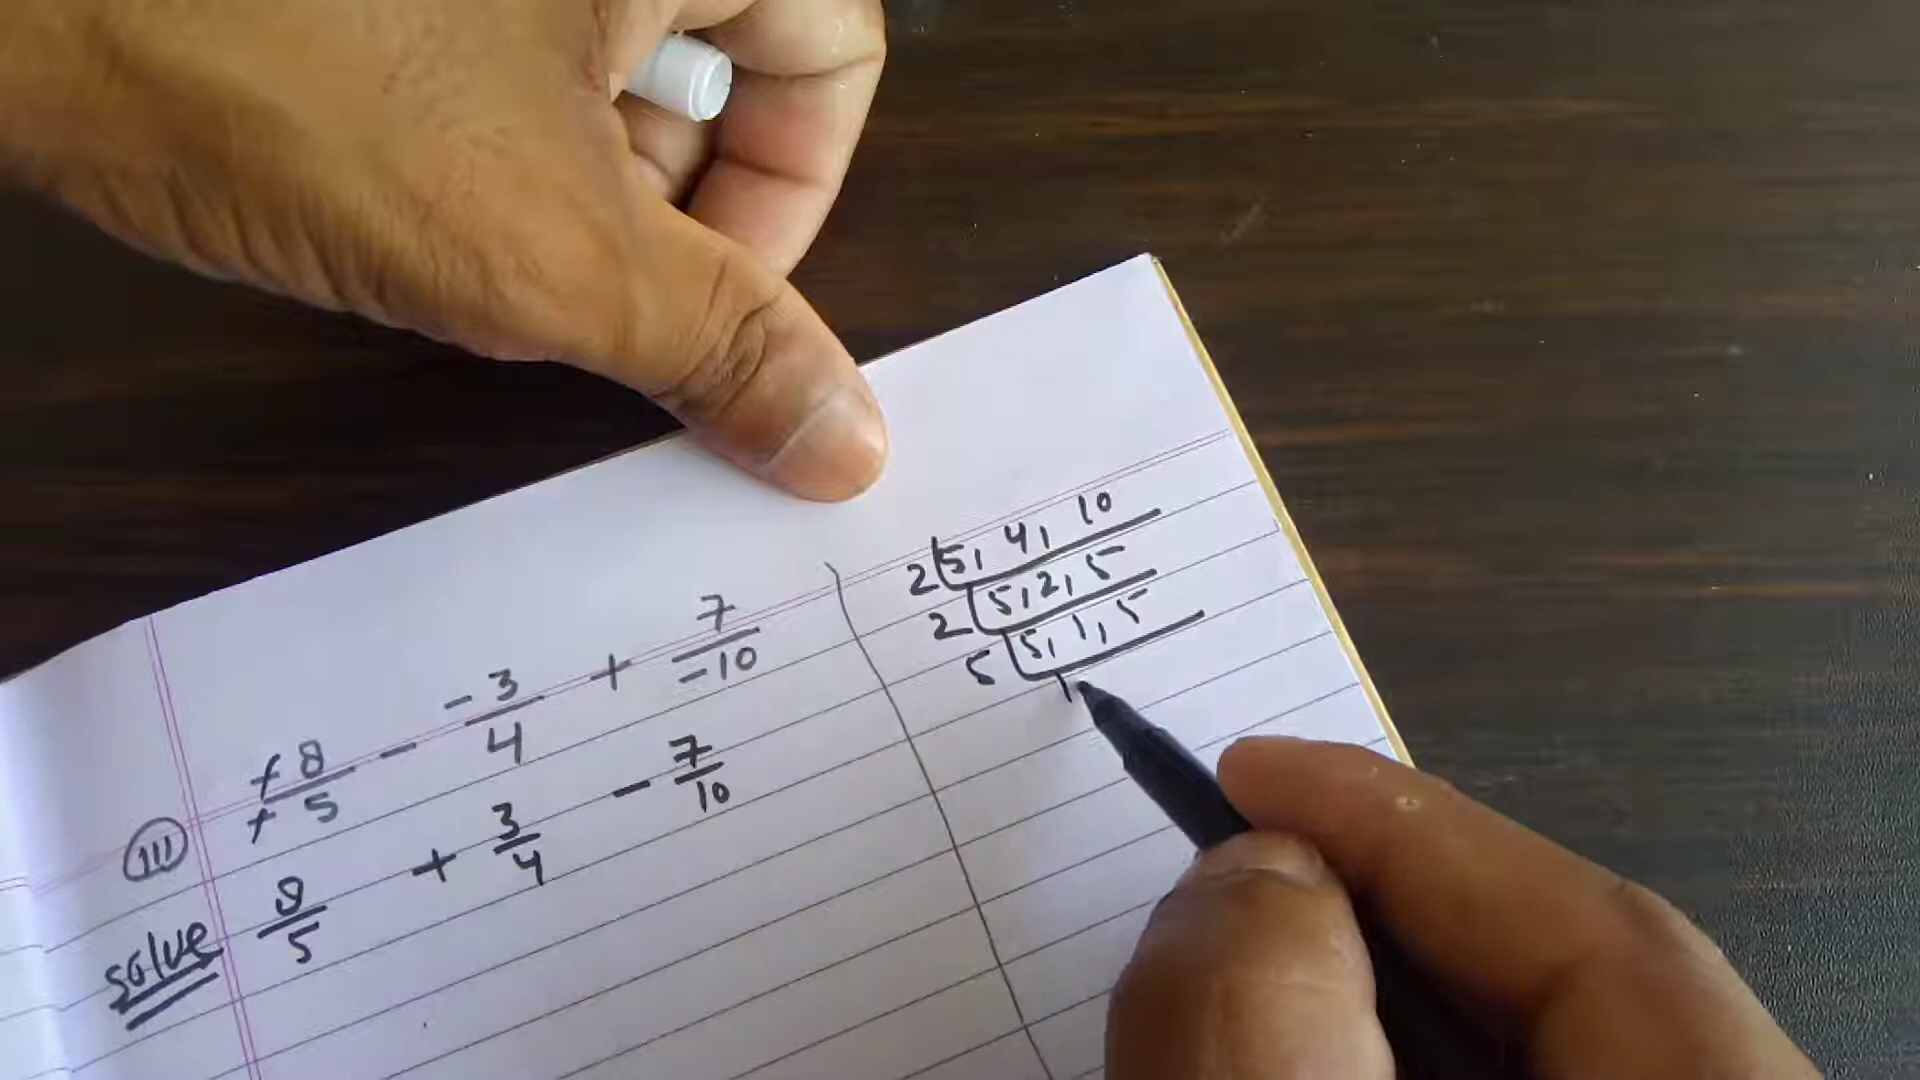 (iii) -8/-5 - -3/4 + 7/-10
solve 8/5 + 3/4 - 7/10
2 | 5, 4, 10
2 | 5, 2, 5
5 | 5, 1, 5
1